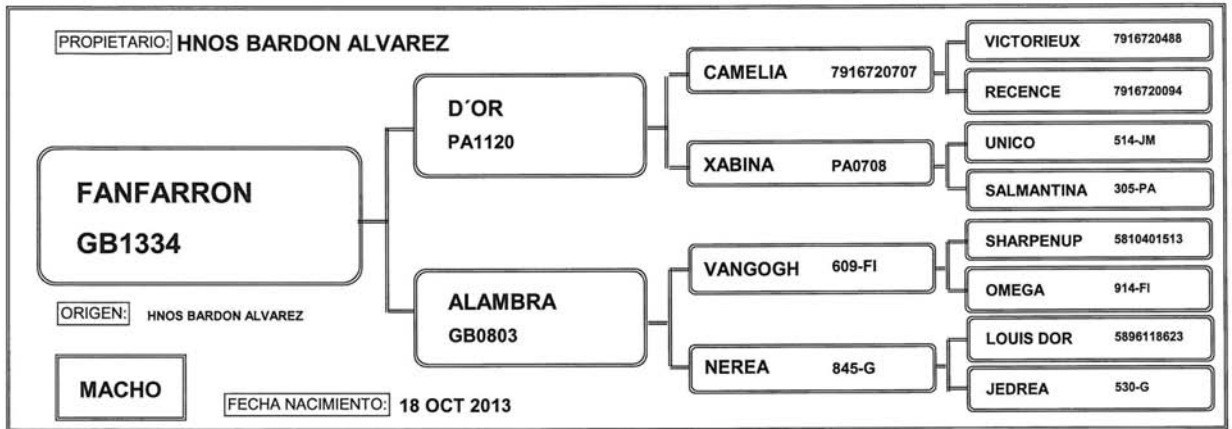 PROPIETARIO: HNOS BARDON ALVAREZ
FANFARRON
GB1334
ORIGEN: HNOS BARDON ALVAREZ
MACHO
FECHA NACIMIENTO: 18 OCT 2013
D´OR
PA1120
ALAMBRA
GB0803
CAMELIA 7916720707
XABINA PA0708
VANGOGH 609-FI
NEREA 845-G
VICTORIEUX 7916720488
RECENCE 7916720094
UNICO 514-JM
SALMANTINA 305-PA
SHARPENUP 5810401513
OMEGA 914-FI
LOUIS DOR 5896118623
JEDREA 530-G